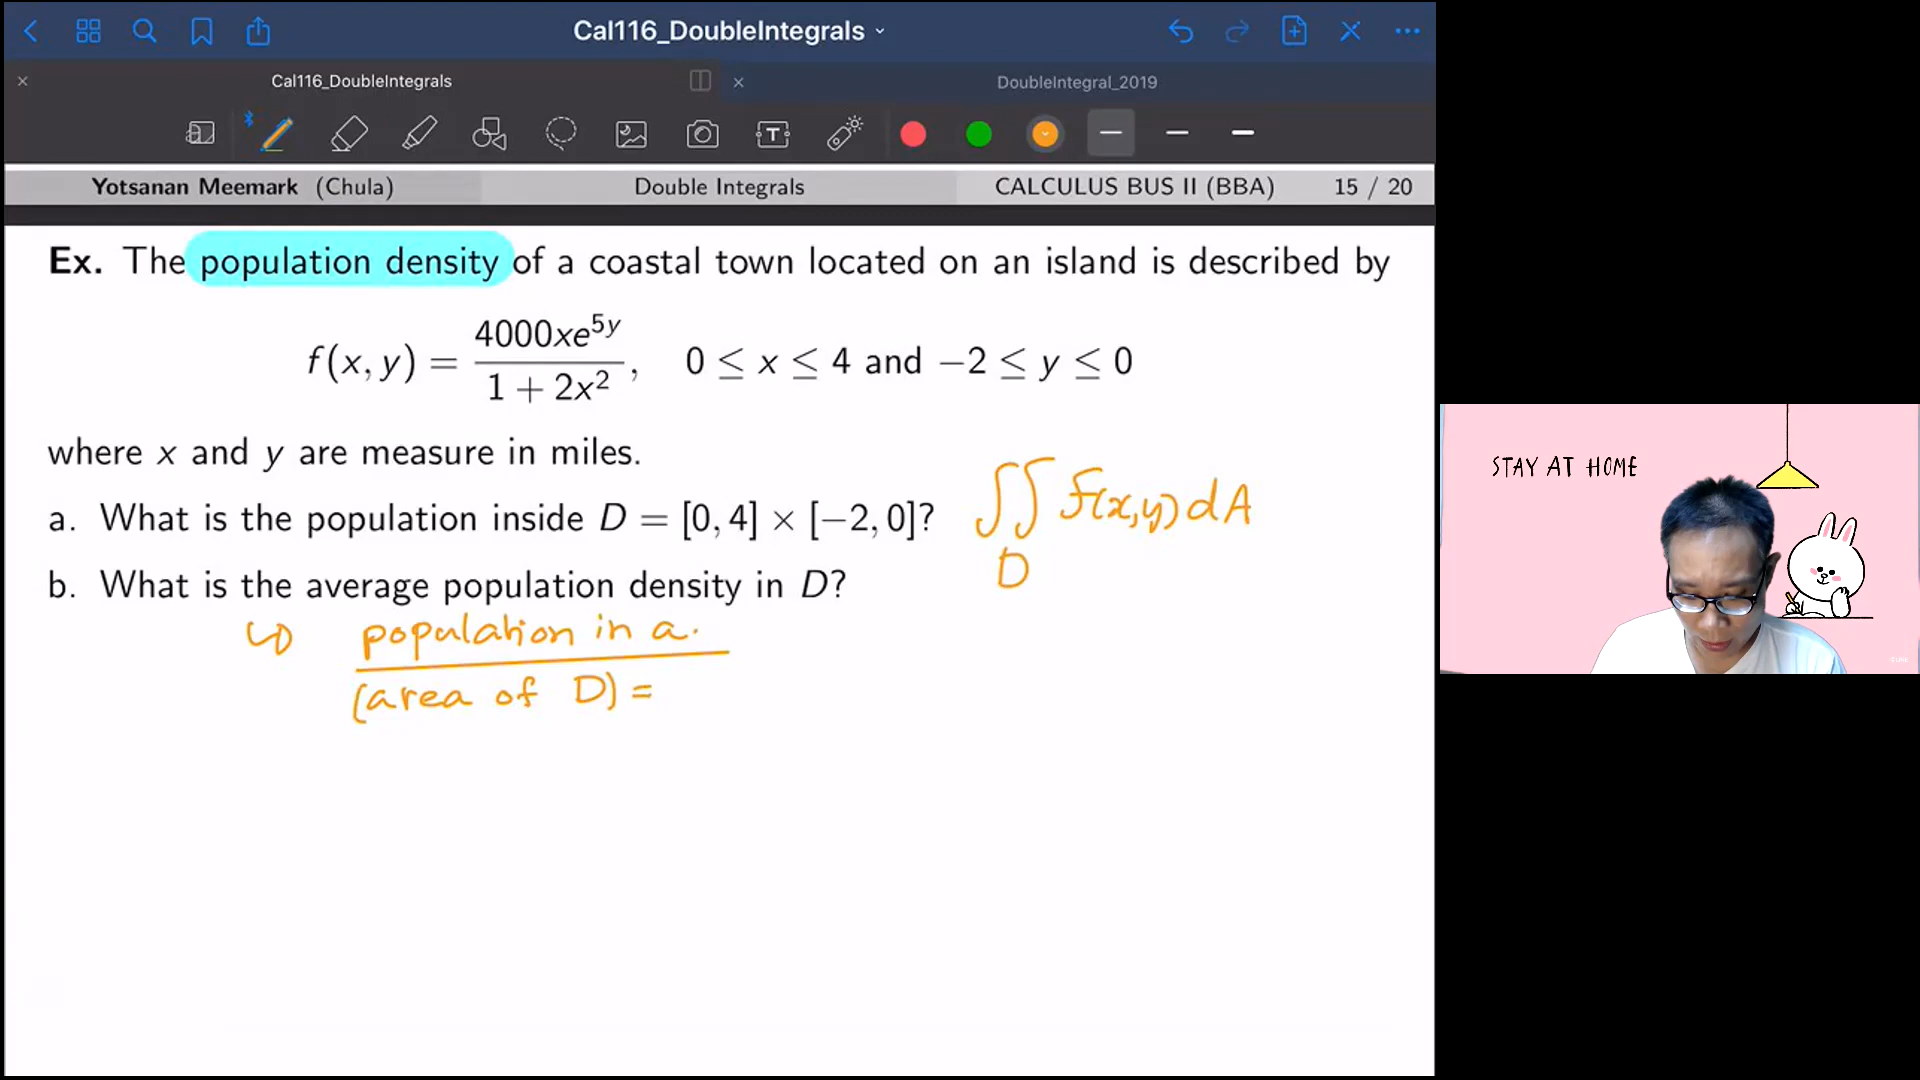 Cal116_DoubleIntegrals
Cal116_DoubleIntegrals
DoubleIntegral_2019
T
Yotsanan Meemark (Chula) Double Integrals CALCULUS BUS II (BBA) 15 / 20
Ex. The population density of a coastal town located on an island is described by
f(x, y) = 4000xe^{5y} / (1 + 2x²), 0 ≤ x ≤ 4 and −2 ≤ y ≤ 0
where x and y are measure in miles.
a. What is the population inside D = [0, 4] × [−2, 0]? ∬_D f(x,y) dA
b. What is the average population density in D?
population in a.
(area of D) =
STAY AT HOME